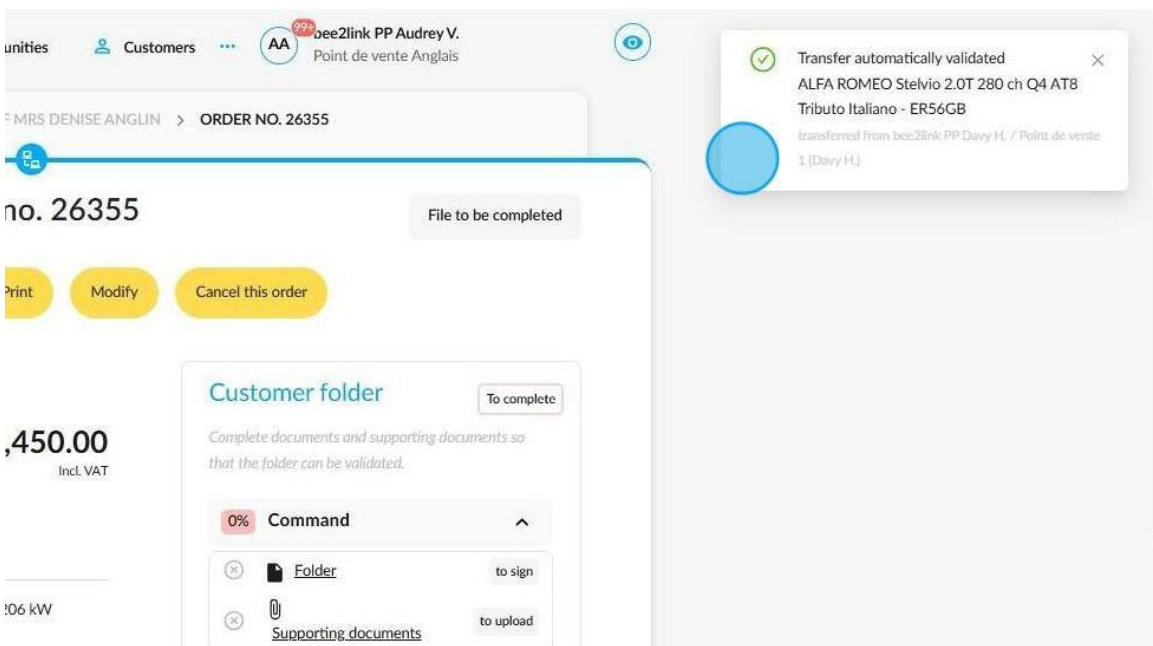 Customers
AA
99+
bee2link PP Audrey V.
Point de vente Anglais
MRS DENISE ANGLIN > ORDER NO. 26355
no. 26355
File to be completed
Print
Modify
Cancel this order
,450.00
Incl. VAT
206 kW
Customer folder
To complete
Complete documents and supporting documents so
that the folder can be validated.
0% Command
Folder
to sign
Supporting documents
to upload
Transfer automatically validated
ALFA ROMEO Stelvio 2.0T 280 ch Q4 AT8
Tributo Italiano - ER56GB
transferred from bee2link PP Davy H. / Point de vente
1 (Davy H.)